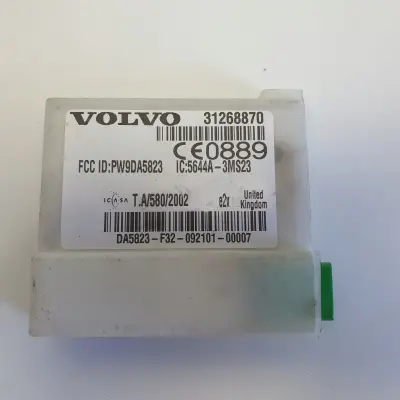 VOLVO 31268870
CE0889
FCC ID:PW9DA5823 IC:5644A-3MS23
ICASA T.A/580/2002 e2r United Kingdom
DA5823-F32-092101-00007